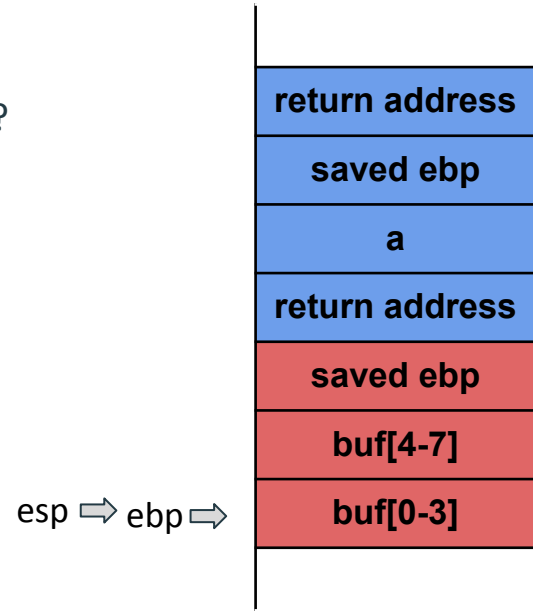 ?
return address
saved ebp
a
return address
saved ebp
buf[4-7]
esp ebp buf[0-3]